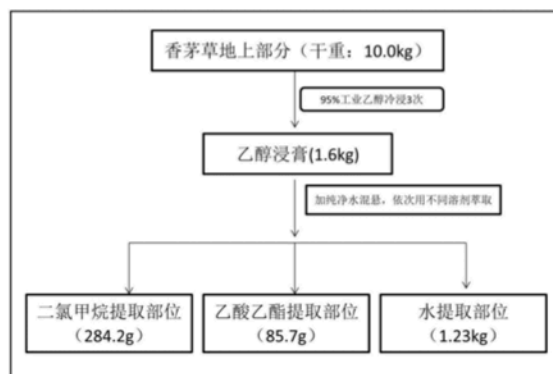 香茅草地上部分（干重：10.0kg）
95%工业乙醇冷浸3次
乙醇浸膏(1.6kg)
加纯净水混悬，依次用不同溶剂萃取
二氯甲烷提取部位
（284.2g）
乙酸乙酯提取部位
（85.7g）
水提取部位
（1.23kg）